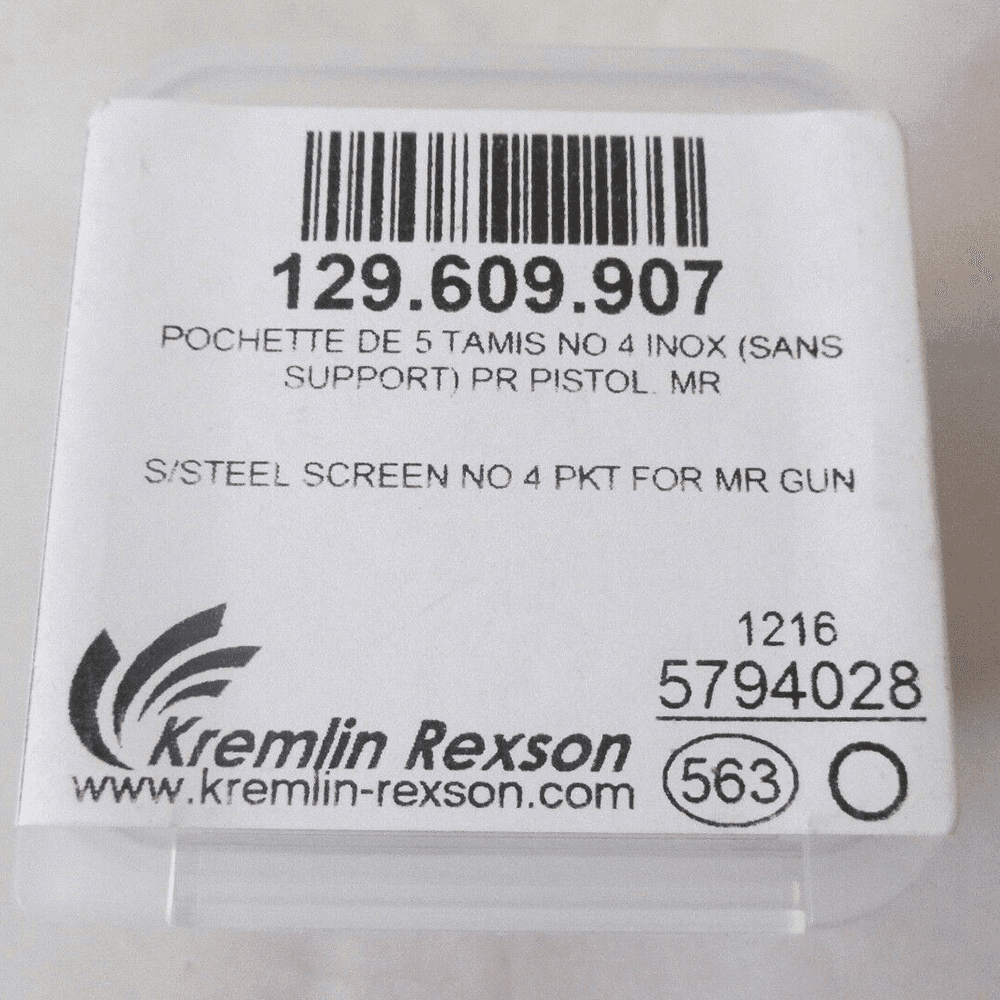 129.609.907
POCHETTE DE 5 TAMIS NO 4 INOX (SANS
SUPPORT) PR PISTOL. MR
S/STEEL SCREEN NO 4 PKT FOR MR GUN
1216
5794028
Kremlin Rexson
www.kremlin-rexson.com
563